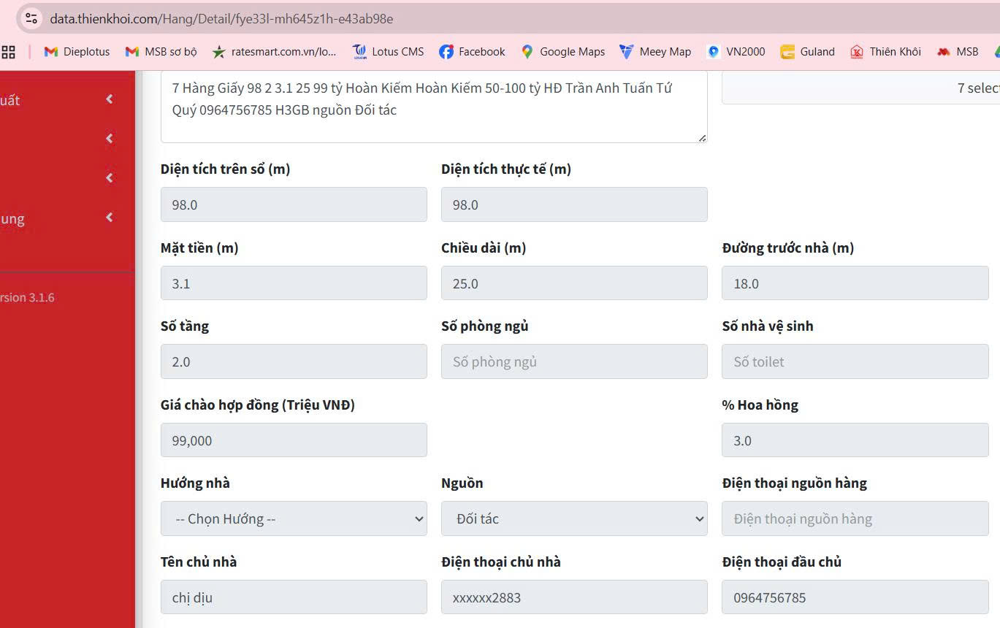 data.thienkhoi.com/Hang/Detail/fye33l-mh645z1h-e43ab98e
Dieplotus MSB sơ bộ ratesmart.com.vn/lo... Lotus CMS Facebook Google Maps Meey Map VN2000 Guland Thiên Khôi MSB
7 Hàng Giấy 98 2 3.1 25 99 tỷ Hoàn Kiếm Hoàn Kiếm 50-100 tỷ HĐ Trần Anh Tuấn Tứ
Quý 0964756785 H3GB nguồn Đối tác
7 select
uất
ung
rsion 3.1.6
Diện tích trên sổ (m) Diện tích thực tế (m)
98.0 98.0
Mặt tiền (m) Chiều dài (m) Đường trước nhà (m)
3.1 25.0 18.0
Số tầng Số phòng ngủ Số nhà vệ sinh
2.0 Số phòng ngủ Số toilet
Giá chào hợp đồng (Triệu VNĐ) % Hoa hồng
99,000 3.0
Hướng nhà Nguồn Điện thoại nguồn hàng
-- Chọn Hướng -- Đối tác Điện thoại nguồn hàng
Tên chủ nhà Điện thoại chủ nhà Điện thoại đầu chủ
chị dịu xxxxxx2883 0964756785